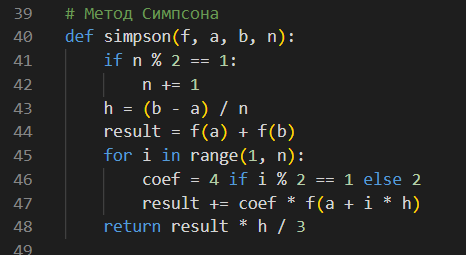 39 # Метод Симпсона
40 def simpson(f, a, b, n):
41     if n % 2 == 1:
42         n += 1
43     h = (b - a) / n
44     result = f(a) + f(b)
45     for i in range(1, n):
46         coef = 4 if i % 2 == 1 else 2
47         result += coef * f(a + i * h)
48     return result * h / 3
49